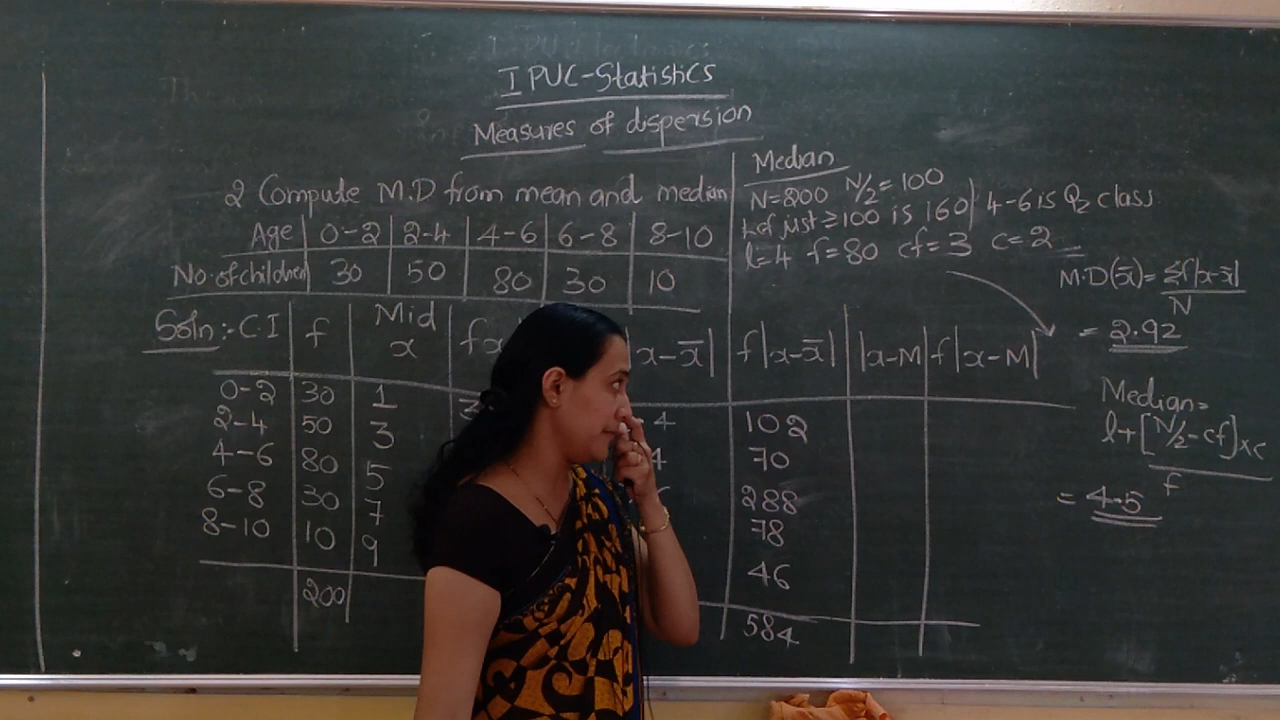 I PUC-Statistics
Measures of dispersion
2 Compute M.D from mean and median
Age 0-2 2-4 4-6 6-8 8-10
No. of children 30 50 80 30 10
Median
N=200 N/2 = 100
just ≥100 is 160 4-6 is Q2 class
l=4 f=80 cf=3 c=2
M.D(x̄)= Σf|x-x̄|
N
= 2.92
Soln:- C.I f Mid x fx x-x̄| f|x-x̄| |x-M f|x-M|
0-2 30 1
2-4 50 3 4 102
4-6 80 5 4 70
6-8 30 7 288
8-10 10 9 78
46
200 584
Median=
l+[N/2-cf]xc
f
= 4.5